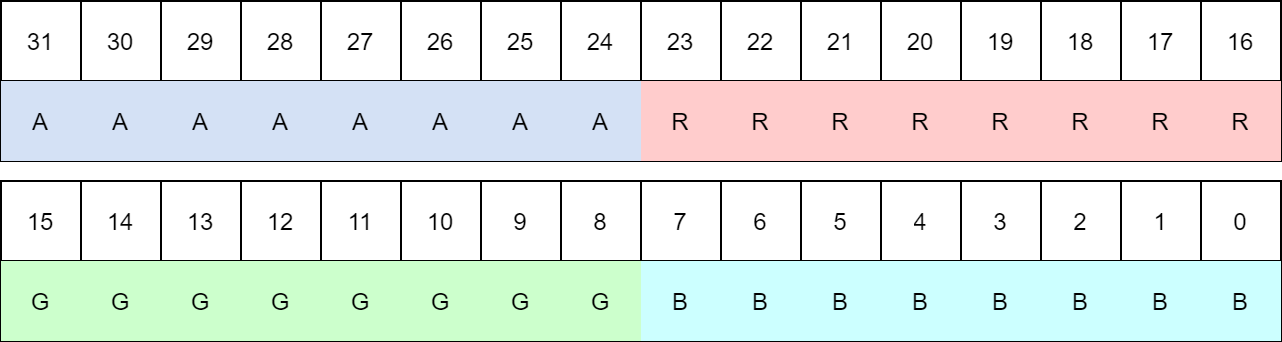 31 30 29 28 27 26 25 24 23 22 21 20 19 18 17 16
A A A A A A A A R R R R R R R R
15 14 13 12 11 10 9 8 7 6 5 4 3 2 1 0
G G G G G G G G B B B B B B B B